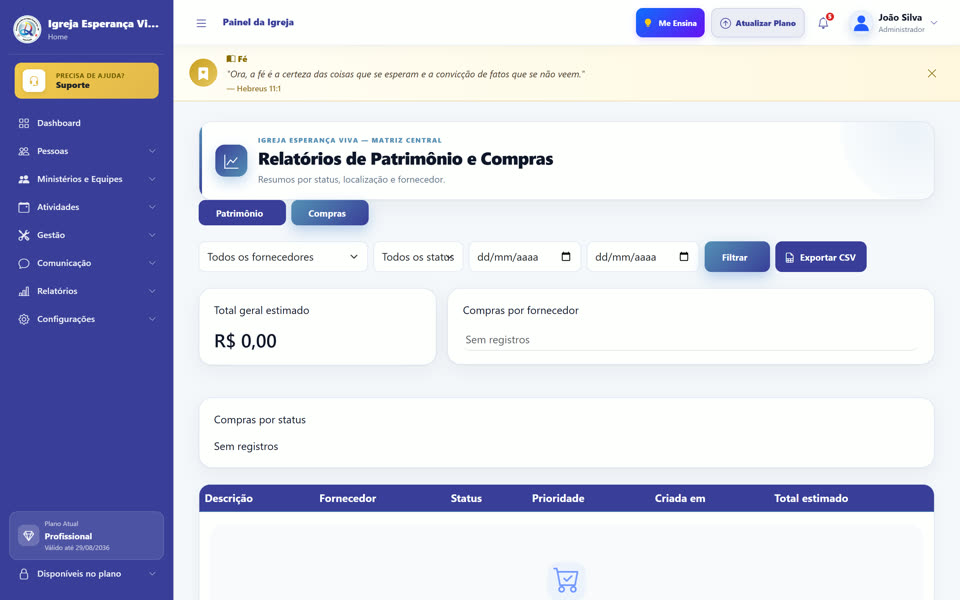 Igreja Esperança Vi...
Home
PRECISA DE AJUDA?
Suporte
Dashboard
Pessoas
Ministérios e Equipes
Atividades
Gestão
Comunicação
Relatórios
Configurações
Plano Atual
Profissional
Válido até 29/08/2036
Disponíveis no plano
Painel da Igreja
Me Ensina
Atualizar Plano
João Silva
Administrador
Fé
"Ora, a fé é a certeza das coisas que se esperam e a convicção de fatos que se não veem."
— Hebreus 11:1
IGREJA ESPERANÇA VIVA — MATRIZ CENTRAL
Relatórios de Patrimônio e Compras
Resumos por status, localização e fornecedor.
Patrimônio
Compras
Todos os fornecedores
Todos os status
dd/mm/aaaa
dd/mm/aaaa
Filtrar
Exportar CSV
Total geral estimado
R$ 0,00
Compras por fornecedor
Sem registros
Compras por status
Sem registros
Descrição Fornecedor Status Prioridade Criada em Total estimado